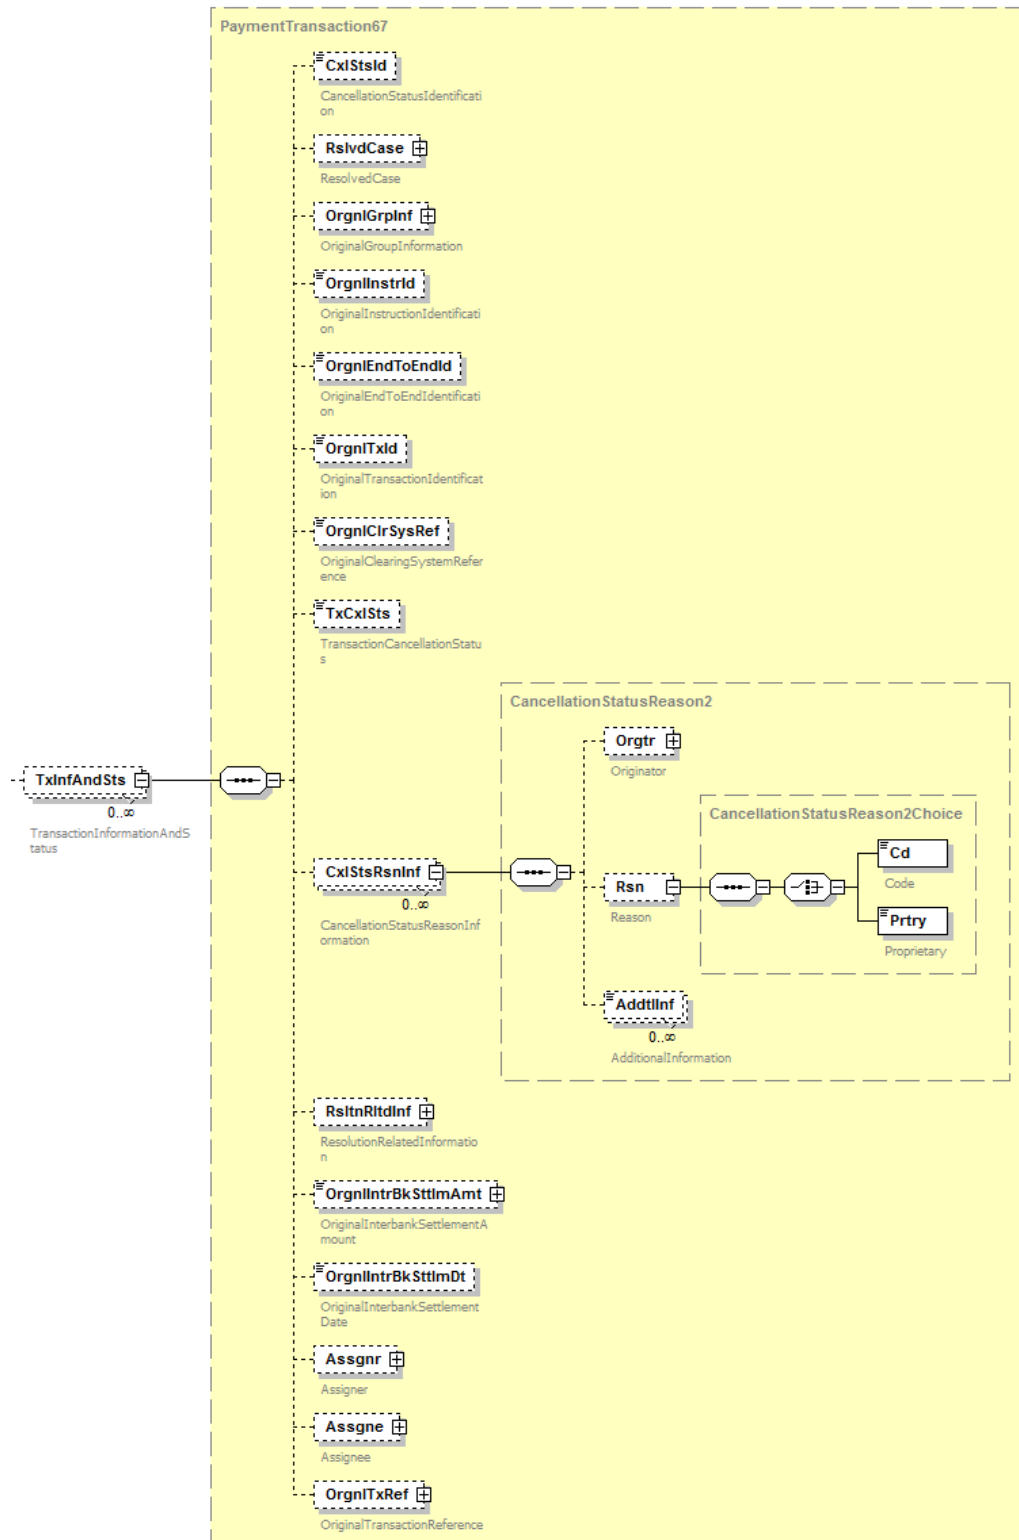 PaymentTransaction67
CxlStsId
CancellationStatusIdentificati
on
RslvdCase
ResolvedCase
OrgnlGrpInf
OriginalGroupInformation
OrgnlInstrId
OriginalInstructionIdentificati
on
OrgnlEndToEndId
OriginalEndToEndIdentificati
on
OrgnlTxId
OriginalTransactionIdentificat
ion
OrgnlClrSysRef
OriginalClearingSystemRefer
ence
TxCxlSts
TransactionCancellationStatu
s
CancellationStatusReason2
Orgtr
Originator
TxInfAndSts
0..∞
TransactionInformationAndS
tatus
CancellationStatusReason2Choice
Cd
Code
CxlStsRsnInf
0..∞
CancellationStatusReasonInf
ormation
Rsn
Reason
Prtry
Proprietary
AddtlInf
0..∞
AdditionalInformation
RsltnRltdInf
ResolutionRelatedInformatio
n
OrgnlIntrBkSttlmAmt
OriginalInterbankSettlementA
mount
OrgnlIntrBkSttlmDt
OriginalInterbankSettlement
Date
Assgnr
Assigner
Assgne
Assignee
OrgnlTxRef
OriginalTransactionReference